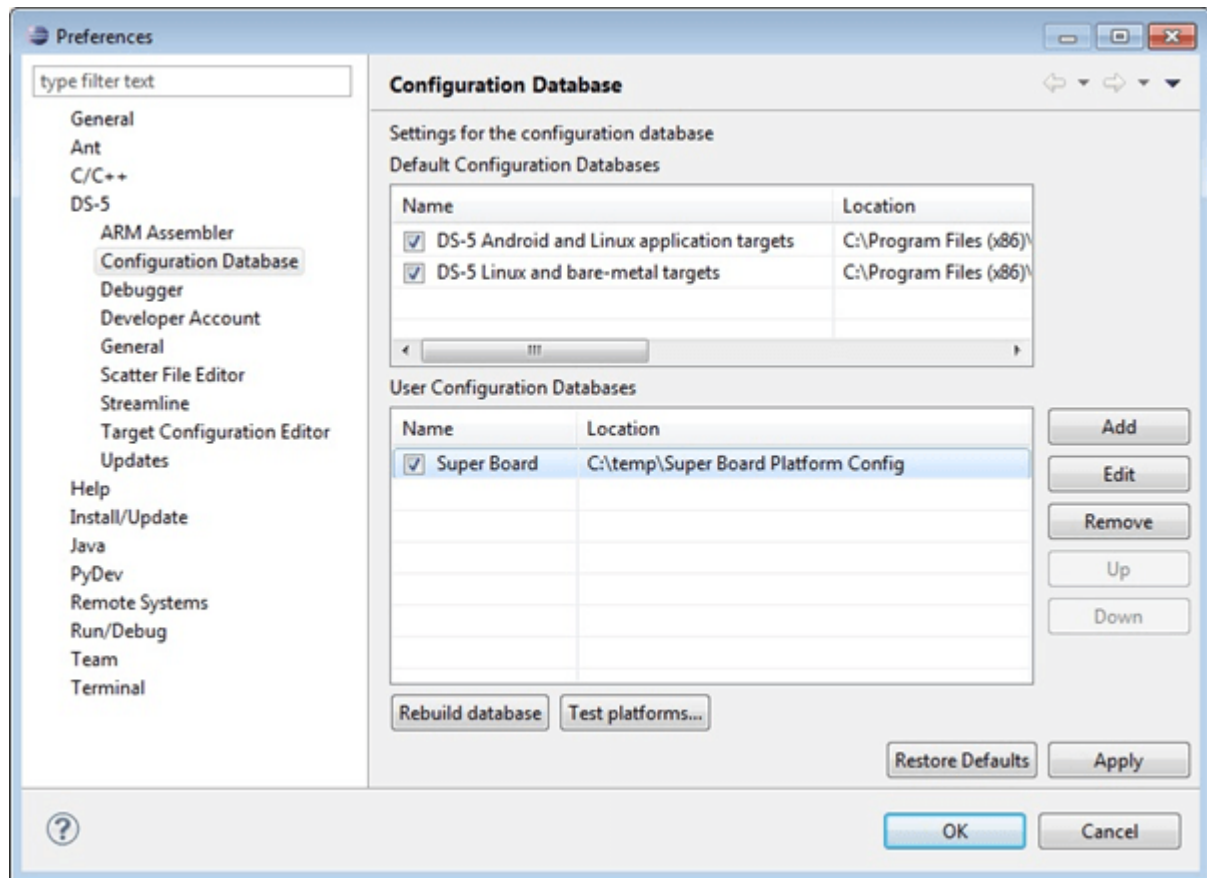 Preferences
type filter text
General
Ant
C/C++
DS-5
ARM Assembler
Configuration Database
Debugger
Developer Account
General
Scatter File Editor
Streamline
Target Configuration Editor
Updates
Help
Install/Update
Java
PyDev
Remote Systems
Run/Debug
Team
Terminal
Configuration Database
Settings for the configuration database
Default Configuration Databases
Name Location
DS-5 Android and Linux application targets C:\Program Files (x86)\
DS-5 Linux and bare-metal targets C:\Program Files (x86)\
User Configuration Databases
Name Location
Super Board C:\temp\Super Board Platform Config
Add
Edit
Remove
Up
Down
Rebuild database Test platforms...
Restore Defaults Apply
? OK Cancel